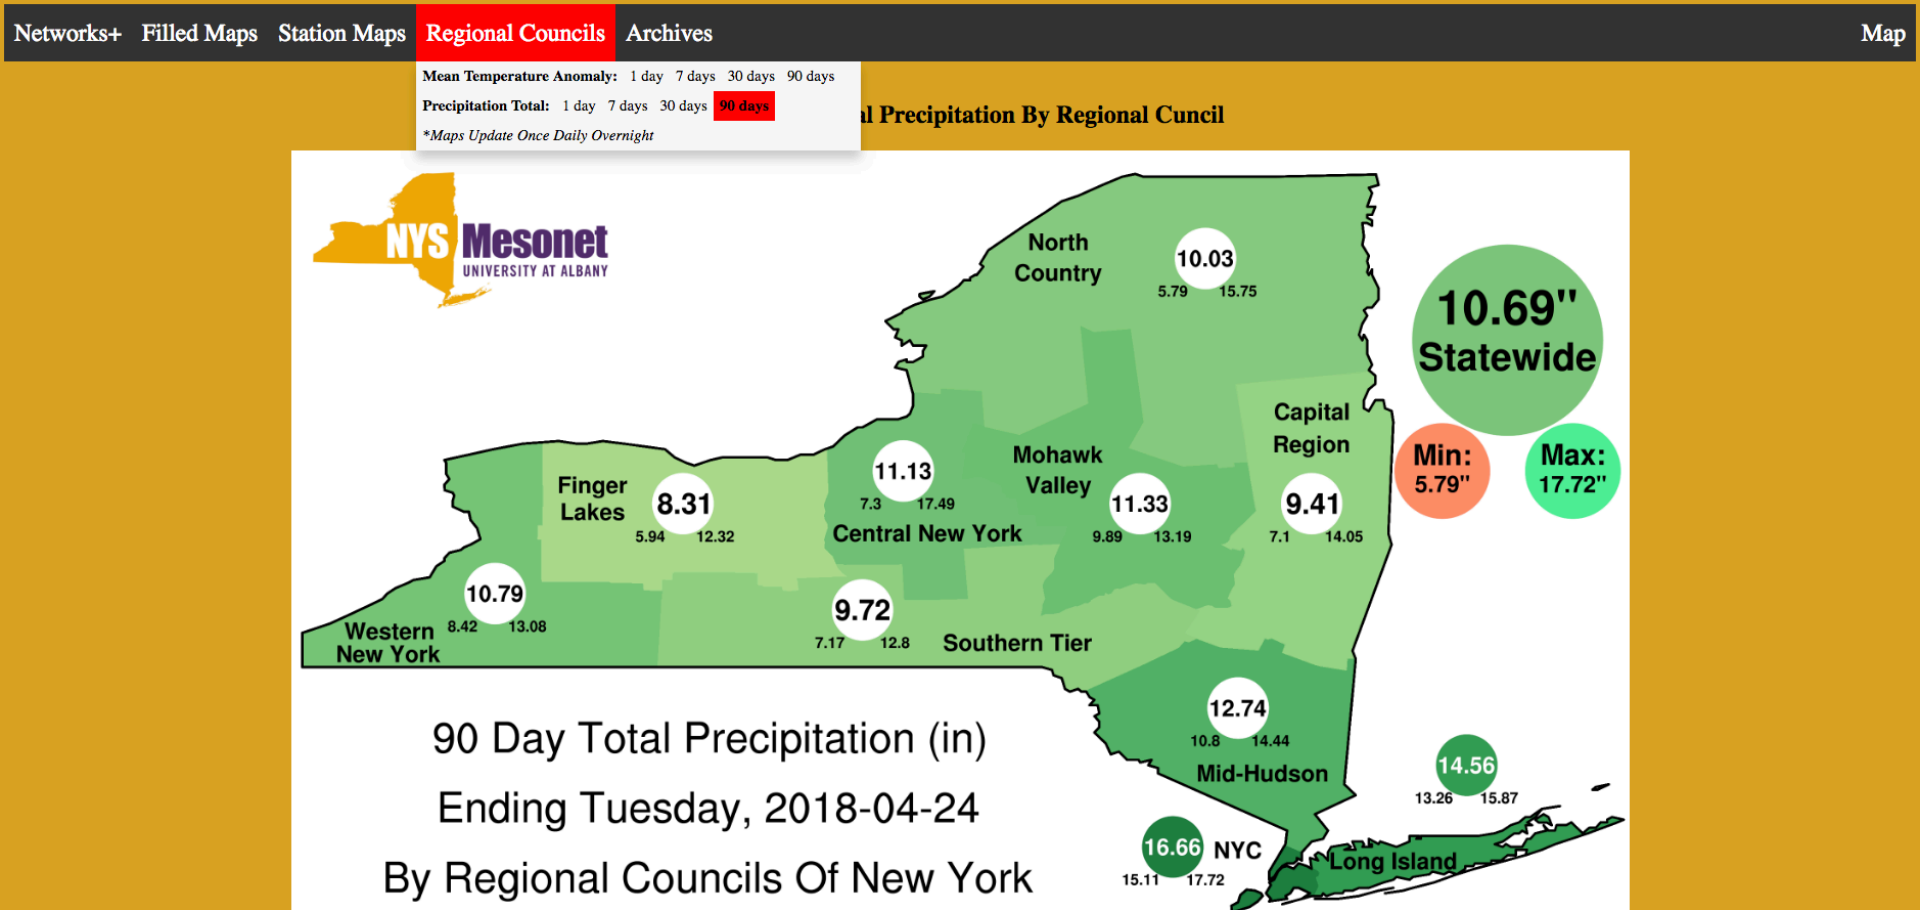 Networks+ Filled Maps Station Maps Regional Councils Archives Map
Mean Temperature Anomaly: 1 day 7 days 30 days 90 days
Precipitation Total: 1 day 7 days 30 days 90 days
*Maps Update Once Daily Overnight
al Precipitation By Regional Cuncil
NYS Mesonet
UNIVERSITY AT ALBANY
North
Country
10.03
5.79 15.75
10.69"
Statewide
Min:
5.79"
Max:
17.72"
Capital
Region
9.41
7.1 14.05
Mohawk
Valley
11.33
9.89 13.19
11.13
7.3 17.49
Central New York
Finger
Lakes
8.31
5.94 12.32
10.79
8.42 13.08
Western
New York
9.72
7.17 12.8
Southern Tier
12.74
10.8 14.44
Mid-Hudson
14.56
13.26 15.87
Long Island
16.66
NYC
15.11 17.72
90 Day Total Precipitation (in)
Ending Tuesday, 2018-04-24
By Regional Councils Of New York